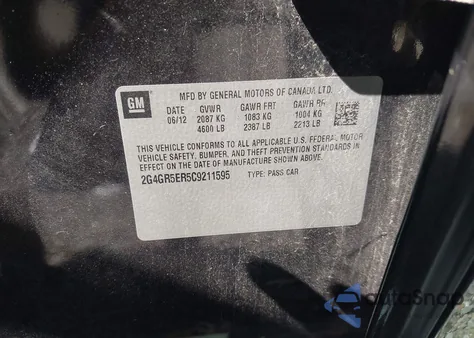 MFD BY GENERAL MOTORS OF CANADA LTD.
GM
DATE GVWR GAWR FRT GAWR RR
06/12 2087 KG 1083 KG 1004 KG
4600 LB 2387 LB 2213 LB
THIS VEHICLE CONFORMS TO ALL APPLICABLE U.S. FEDERAL MOTOR
VEHICLE SAFETY, BUMPER, AND THEFT PREVENTION STANDARDS IN
EFFECT ON THE DATE OF MANUFACTURE SHOWN ABOVE.
2G4GR5ER5C9211595 TYPE: PASS CAR
AutoSnap